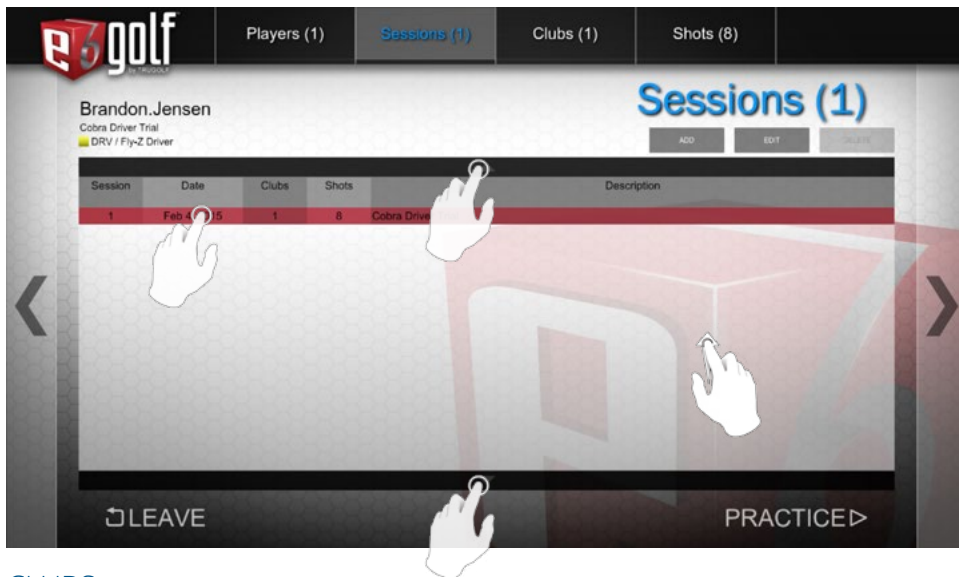 e6golf
BY TRUGOLF
Players (1)
Sessions (1)
Clubs (1)
Shots (8)
Brandon.Jensen
Cobra Driver Trial
DRV / Fly-Z Driver
Sessions (1)
ADD
EDIT
DELETE
Session Date Clubs Shots Description
1 Feb 1 8 Cobra
LEAVE
PRACTICE